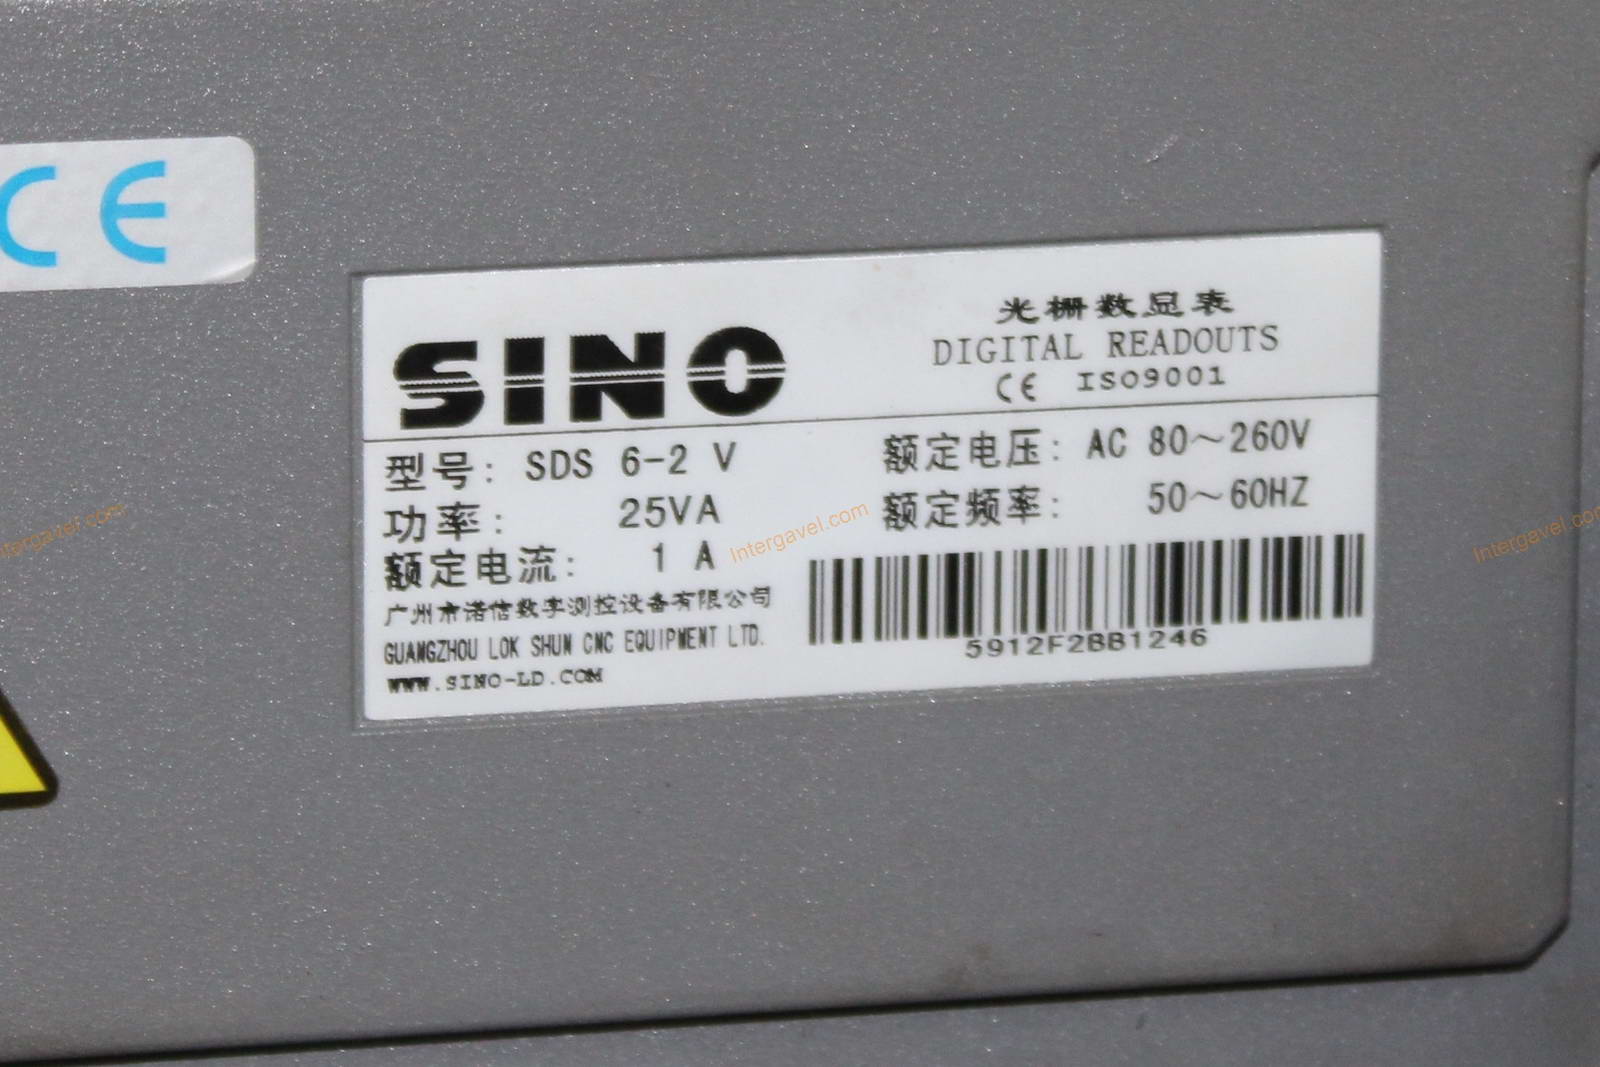 CE
SINO
光栅数显表
DIGITAL READOUTS
CE ISO9001
型号: SDS 6-2 V
额定电压: AC 80~260V
功率: 25VA
额定频率: 50~60HZ
额定电流: 1 A
广州市诺信数字测控设备有限公司
GUANGZHOU LOK SHUN CNC EQUIPMENT LTD.
WWW.SINO-LD.COM
5912F2BB1246
Intergavel.com
Intergavel.com